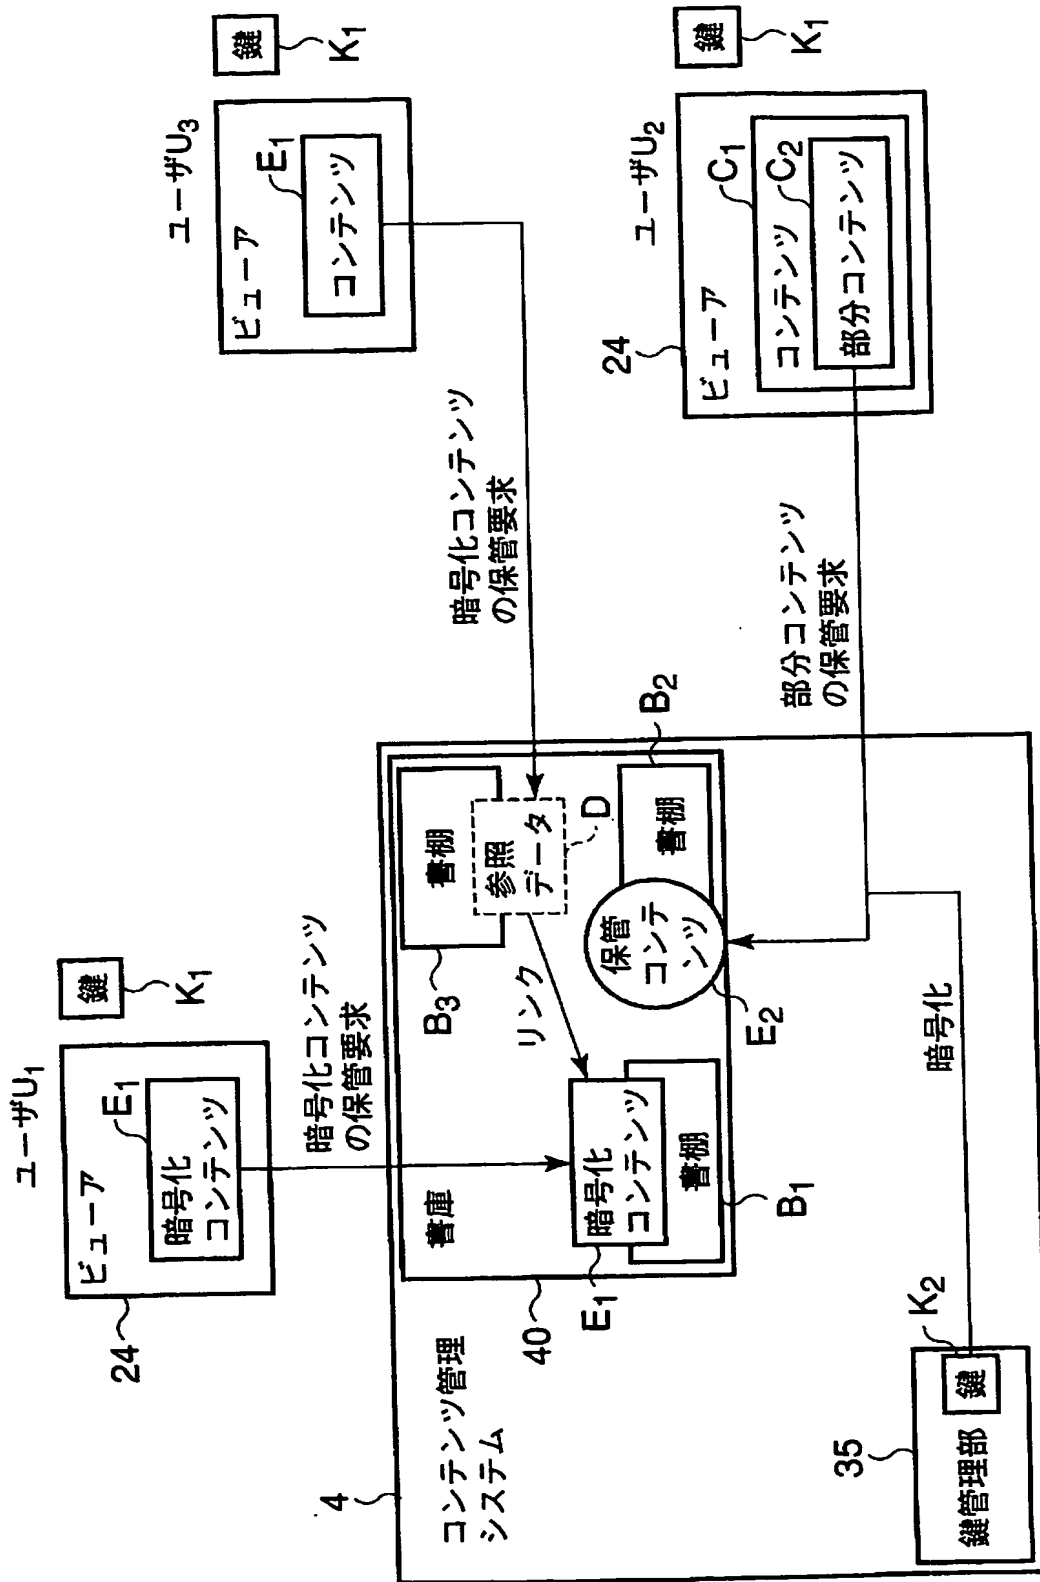 ユーザU1
ビューア
24
E1
暗号化
コンテンツ
鍵
K1
暗号化コンテンツ
の保管要求
ユーザU3
ビューア
E1
コンテンツ
鍵
K1
暗号化コンテンツ
の保管要求
ユーザU2
ビューア
24
コンテンツ
C1
C2
部分コンテンツ
鍵
K1
部分コンテンツ
の保管要求
4
コンテンツ管理
システム
40
書庫
B3
書棚
参照
データ
D
リンク
E1
暗号化
コンテンツ
書棚
B1
保管
コンテ
ンツ
E2
書棚
B2
35
鍵管理部
鍵
K2
暗号化